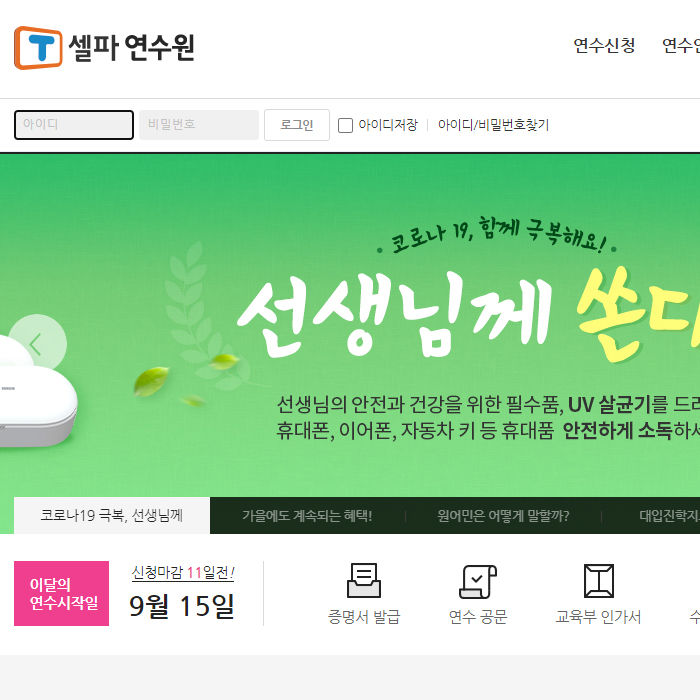 T 셀파 연수원
연수신청
아이디
비밀번호
로그인
아이디저장
아이디/비밀번호찾기
코로나 19, 함께 극복해요!
선생님께 쏜다
선생님의 안전과 건강을 위한 필수품, UV 살균기를
휴대폰, 이어폰, 자동차 키 등 휴대품 안전하게 소독하세
코로나19 극복, 선생님께
가을에도 계속되는 혜택!
원어민은 어떻게 말할까?
대입진학지
이달의
연수시작일
신청마감 11일전!
9월 15일
증명서 발급
연수 공문
교육부 인가서